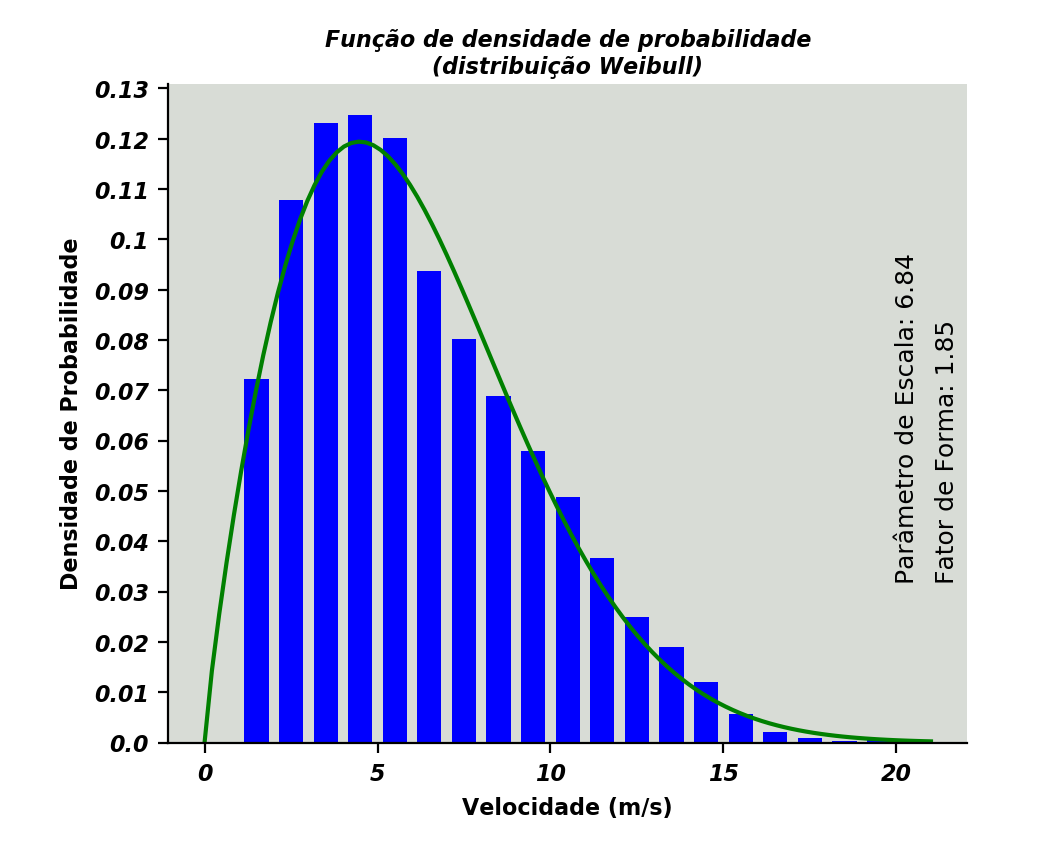 Função de densidade de probabilidade
(distribuição Weibull)
Densidade de Probabilidade
0.13
0.12
0.11
0.1
0.09
0.08
0.07
0.06
0.05
0.04
0.03
0.02
0.01
0.0
Parâmetro de Escala: 6.84
Fator de Forma: 1.85
0 5 10 15 20
Velocidade (m/s)